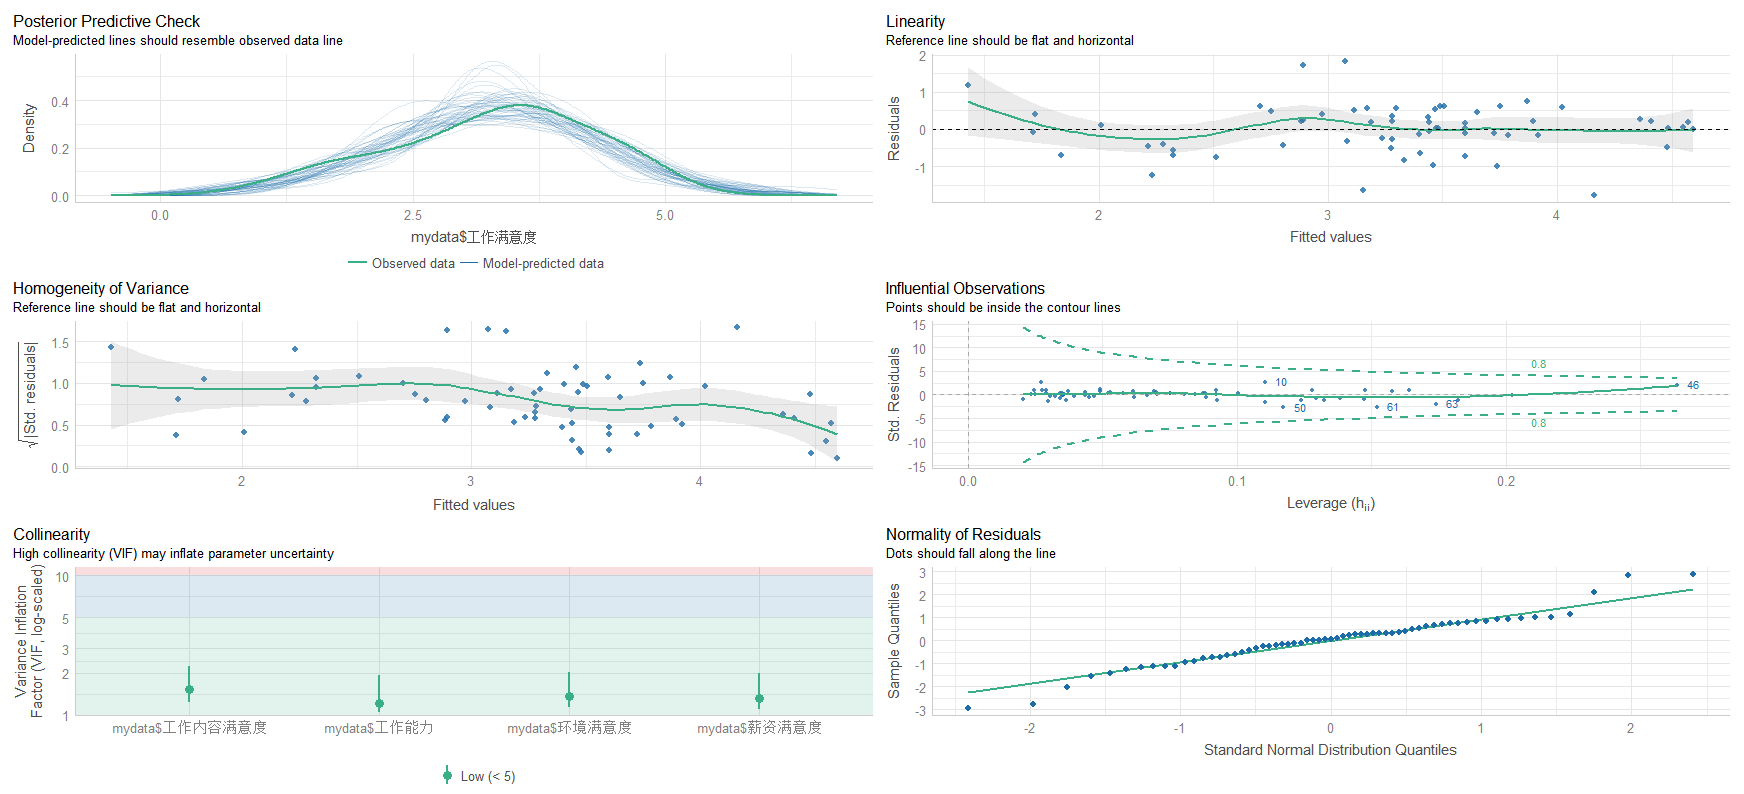 Posterior Predictive Check
Model-predicted lines should resemble observed data line
Density
0.4
0.2
0.0
0.0
2.5
5.0
mydata$工作满意度
Observed data
Model-predicted data
Linearity
Reference line should be flat and horizontal
Residuals
2
1
0
-1
2
3
4
Fitted values
Homogeneity of Variance
Reference line should be flat and horizontal
√|Std. residuals|
1.5
1.0
0.5
0.0
2
3
4
Fitted values
Influential Observations
Points should be inside the contour lines
Std. Residuals
15
10
5
0
-5
-10
-15
0.8
46
10
50
61
63
0.8
0.0
0.1
0.2
Leverage (hii)
Collinearity
High collinearity (VIF) may inflate parameter uncertainty
Variance Inflation
Factor (VIF, log-scaled)
10
5
3
2
1
mydata$工作内容满意度
mydata$工作能力
mydata$环境满意度
mydata$薪资满意度
Low (< 5)
Normality of Residuals
Dots should fall along the line
Sample Quantiles
3
2
1
0
-1
-2
-3
-2
-1
0
1
2
Standard Normal Distribution Quantiles